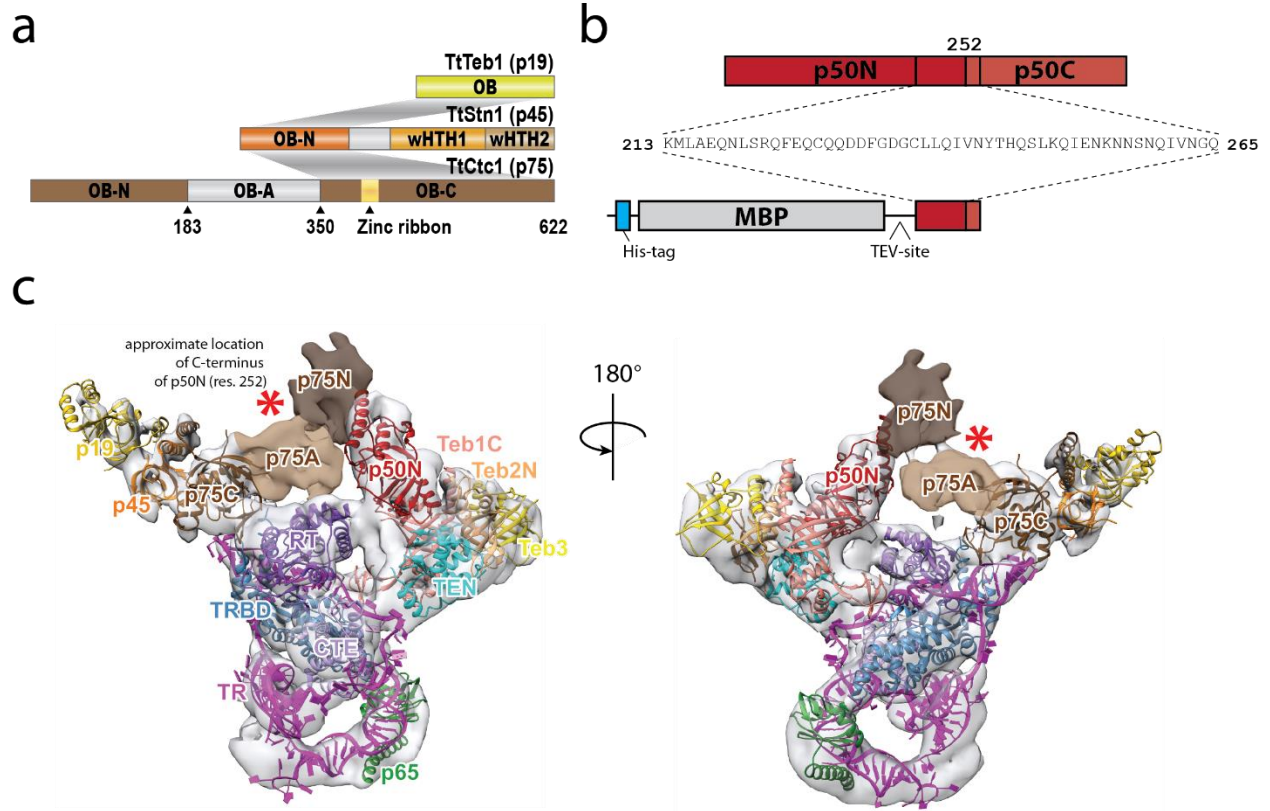 a
TtTeb1 (p19)
OB
TtStn1 (p45)
OB-N wHTH1 wHTH2
TtCtc1 (p75)
OB-N OB-A OB-C
183 350 Zinc ribbon 622
b
252
p50N p50C
213 KMLAEQNLSRQFEQCQQDDFGDGCLLQIVNYTHQSLKQIENKNNSNQIVNGQ 265
MBP
His-tag TEV-site
c
approximate location
of C-terminus
of p50N (res. 252)
*
p75N
p19
p75A
p50N
Teb1C
Teb2N
p45
p75C
Teb3
RT
TEN
TRBD
CTE
TR
p65
180°
p75N
*
p50N
p75A
p75C